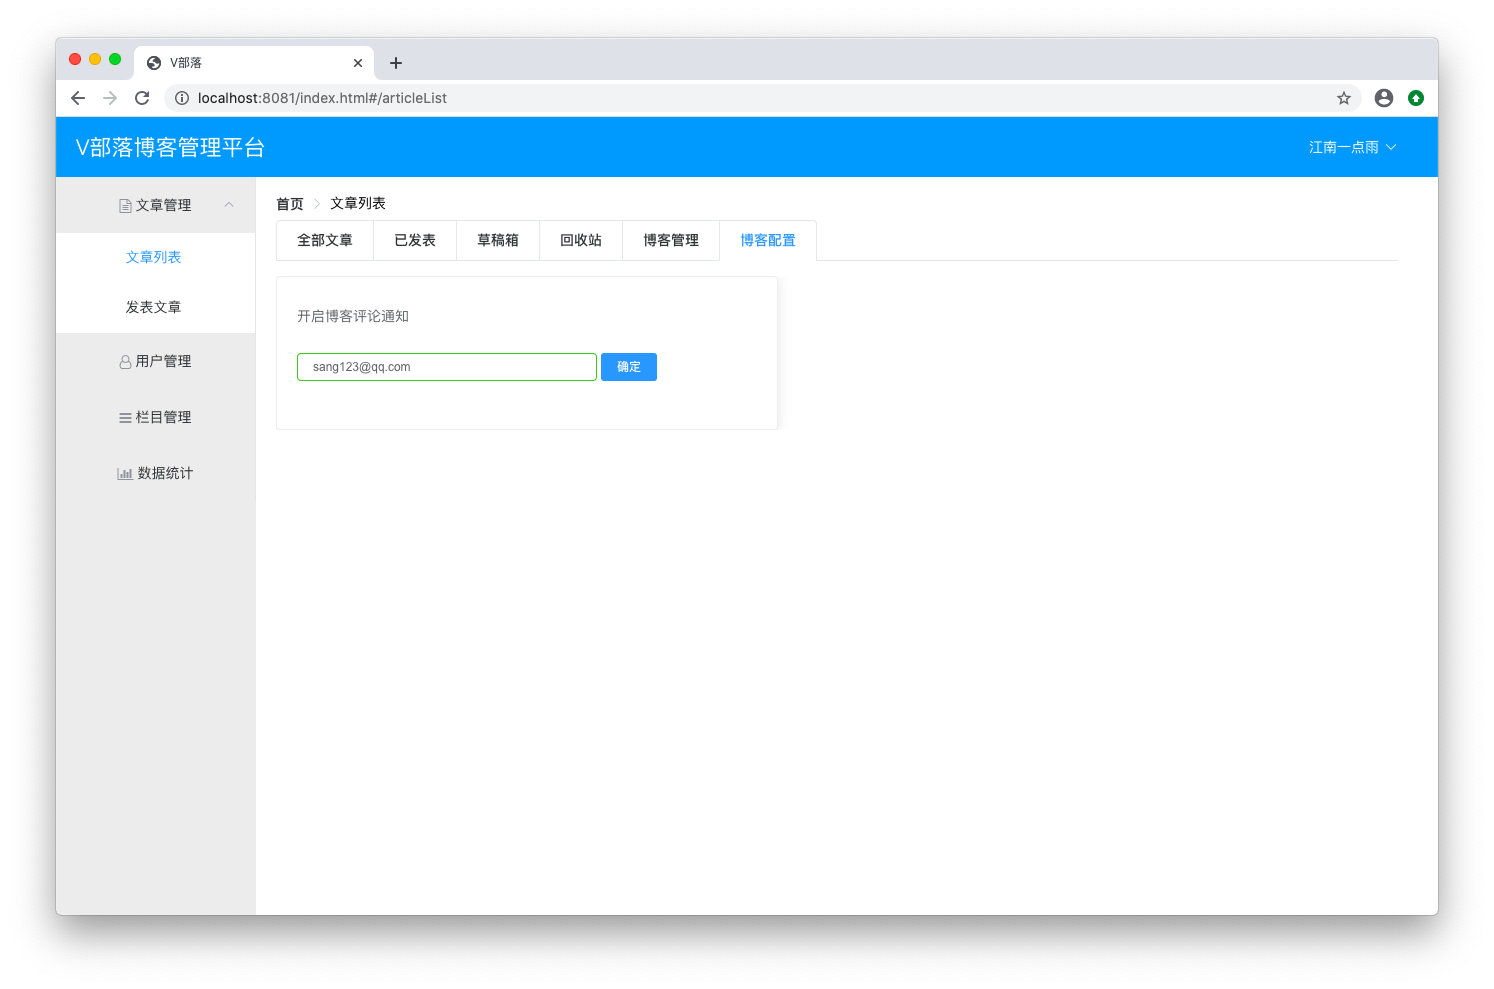 V部落
localhost:8081/index.html#/articleList
V部落博客管理平台
江南一点雨
文章管理
文章列表
发表文章
用户管理
栏目管理
数据统计
首页 文章列表
全部文章 已发表 草稿箱 回收站 博客管理 博客配置
开启博客评论通知
sang123@qq.com 确定